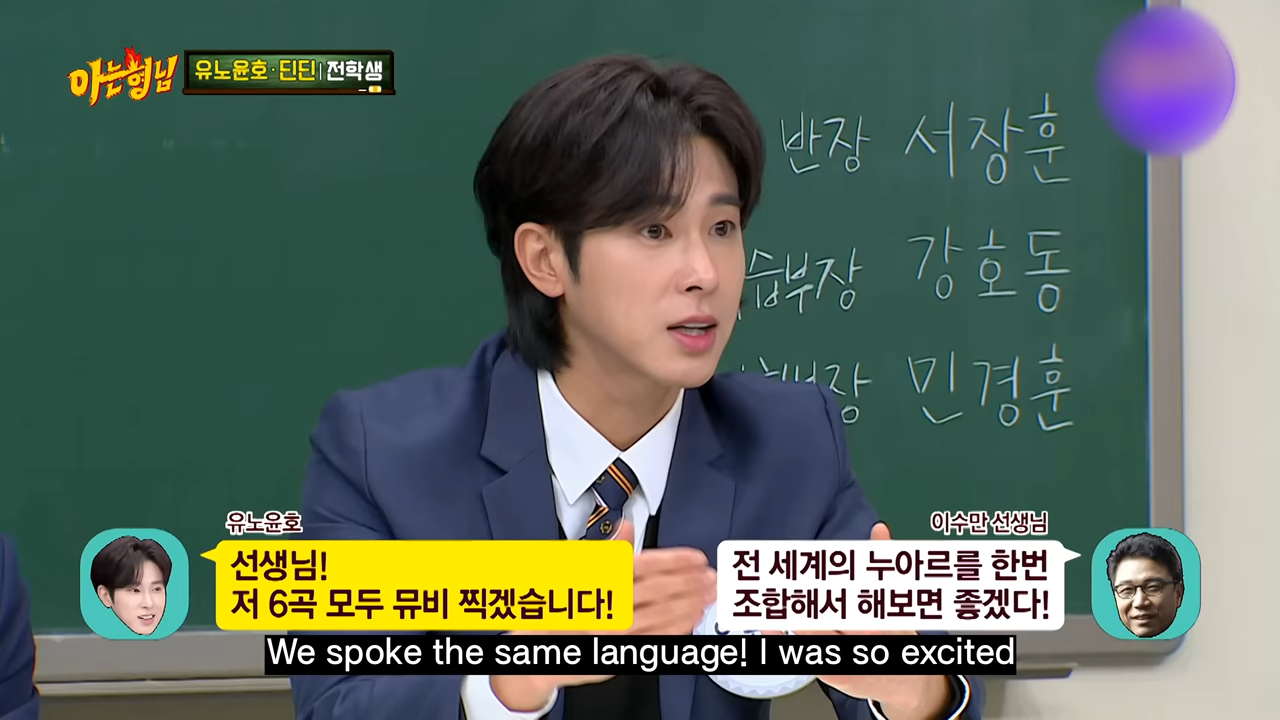 아는형님
유노윤호·딘딘|전학생
반장 서장훈
습부장 강호동
장 민경훈
유노윤호
선생님!
저 6곡 모두 뮤비 찍겠습니다!
이수만 선생님
전 세계의 누아르를 한번
조합해서 해보면 좋겠다!
We spoke the same language! I was so excited